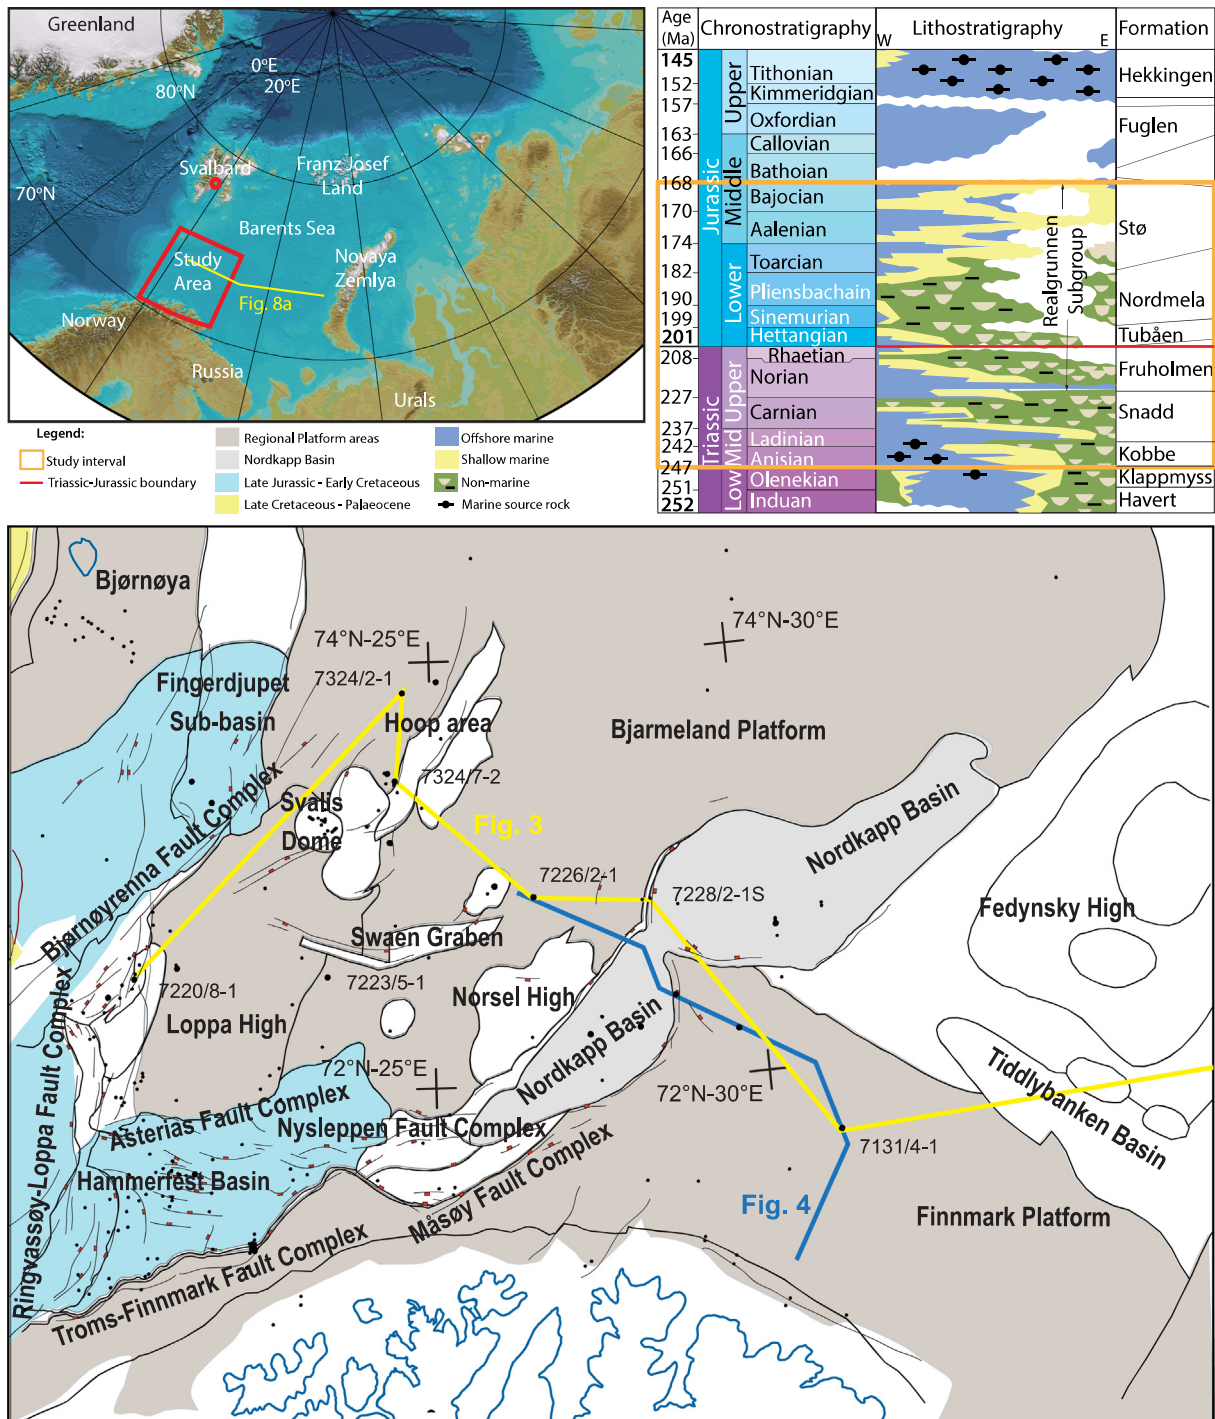 Greenland
0°E
20°E
80°N
70°N
Svalbard
Franz Josef
Land
Barents Sea
Study
Area
Novaya
Zemlya
Fig. 8a
Norway
Russia
Urals
Legend:
Study interval
Triassic-Jurassic boundary
Regional Platform areas
Nordkapp Basin
Late Jurassic - Early Cretaceous
Late Cretaceous - Palaeocene
Offshore marine
Shallow marine
Non-marine
Marine source rock
Age
(Ma)
Chronostratigraphy
Lithostratigraphy
W
E
Formation
145
152
157
163
166
168
170
174
182
190
199
201
208
227
237
242
247
251
252
Jurassic
Triassic
Upper
Middle
Lower
Upper
Mid
Low
Tithonian
Kimmeridgian
Oxfordian
Callovian
Bathoian
Bajocian
Aalenian
Toarcian
Pliensbachain
Sinemurian
Hettangian
Rhaetian
Norian
Carnian
Ladinian
Anisian
Olenekian
Induan
Realgrunnen
Subgroup
Hekkingen
Fuglen
Stø
Nordmela
Tubåen
Fruholmen
Snadd
Kobbe
Klappmyss
Havert
Bjørnøya
74°N-25°E
74°N-30°E
Fingerdjupet
Sub-basin
7324/2-1
Hoop area
Bjarmeland Platform
7324/7-2
Svalis
Dome
Bjørnøyrenna Fault Complex
Fig. 3
Nordkapp Basin
7226/2-1
7228/2-1S
Fedynsky High
Swaen Graben
7220/8-1
7223/5-1
Norsel High
Loppa High
Nordkapp Basin
72°N-25°E
72°N-30°E
Tiddlybanken Basin
Ringvassøy-Loppa Fault Complex
Asterias Fault Complex
Nysleppen Fault Complex
7131/4-1
Hammerfest Basin
Måsøy Fault Complex
Fig. 4
Finnmark Platform
Troms-Finnmark Fault Complex